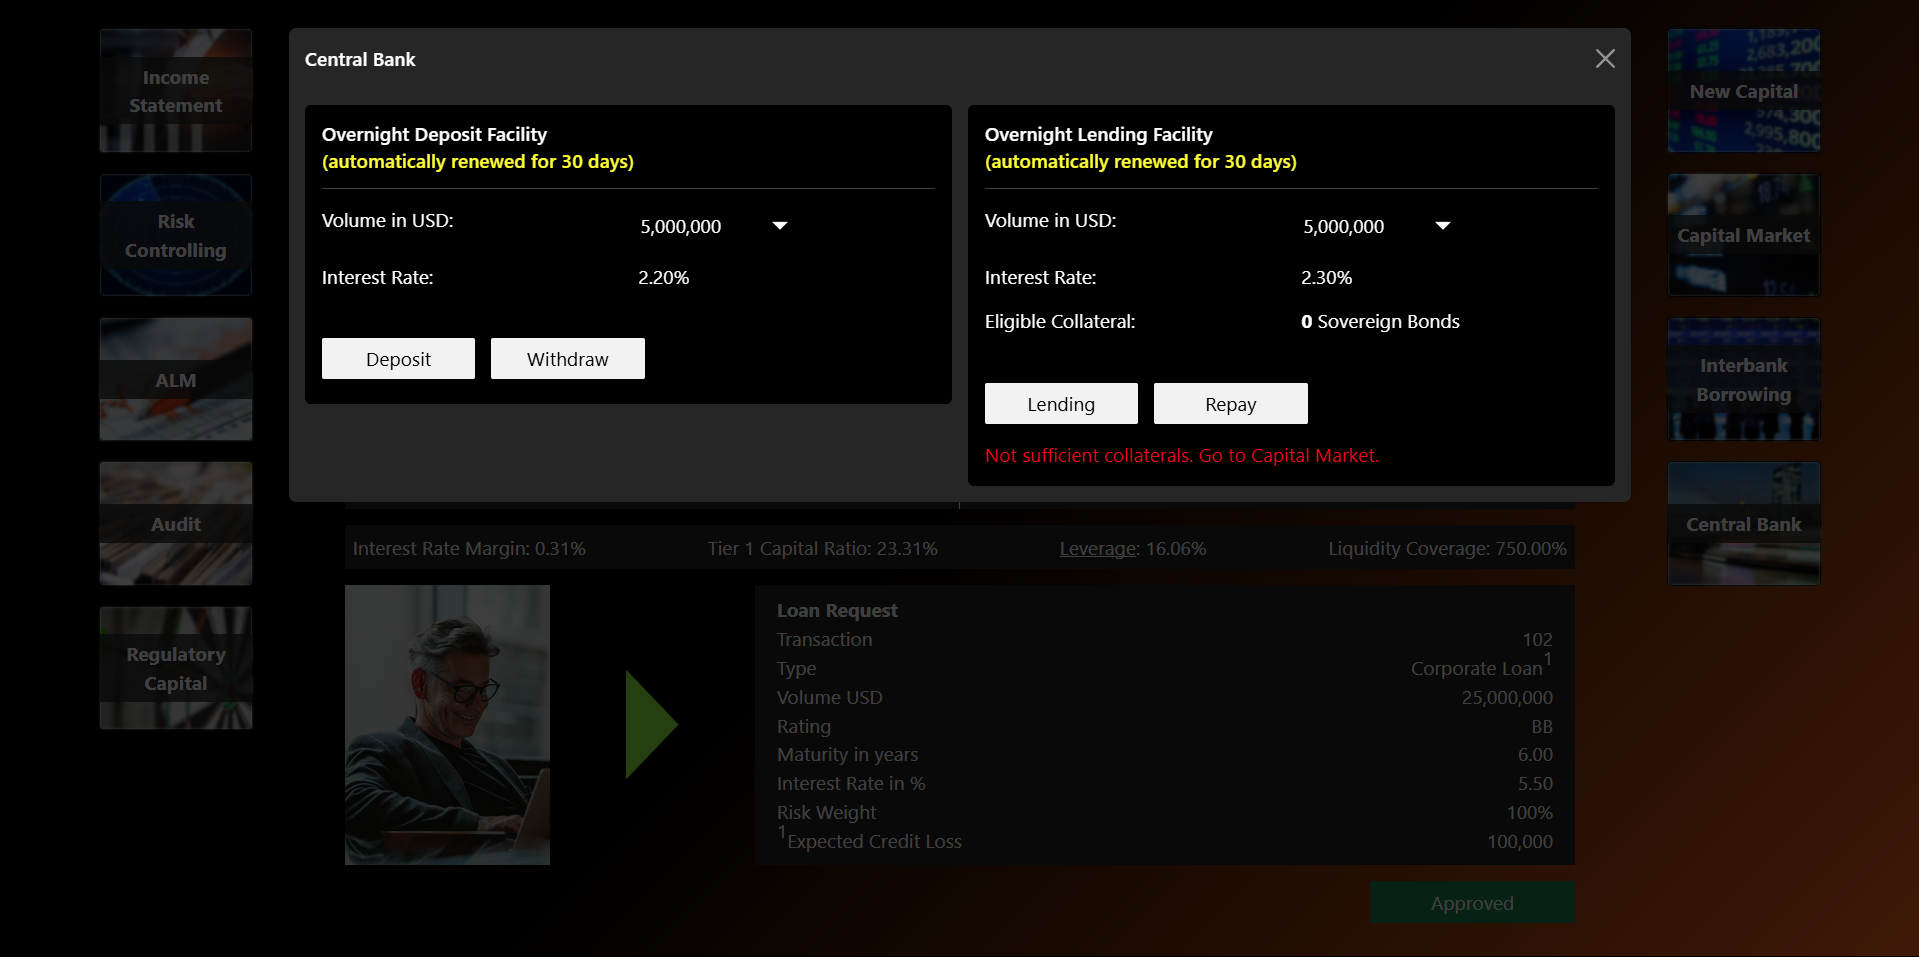 Income
Statement
Risk
Controlling
ALM
Audit
Regulatory
Capital
Central Bank
Overnight Deposit Facility
(automatically renewed for 30 days)
Volume in USD:
5,000,000
Interest Rate:
2.20%
Deposit
Withdraw
Overnight Lending Facility
(automatically renewed for 30 days)
Volume in USD:
5,000,000
Interest Rate:
2.30%
Eligible Collateral:
0 Sovereign Bonds
Lending
Repay
Not sufficient collaterals. Go to Capital Market.
Interest Rate Margin: 0.31%
Tier 1 Capital Ratio: 23.31%
Leverage: 16.06%
Liquidity Coverage: 750.00%
Loan Request
Transaction 102
Type Corporate Loan1
Volume USD 25,000,000
Rating BB
Maturity in years 6.00
Interest Rate in % 5.50
Risk Weight 100%
1Expected Credit Loss 100,000
Approved
New Capital
Capital Market
Interbank
Borrowing
Central Bank